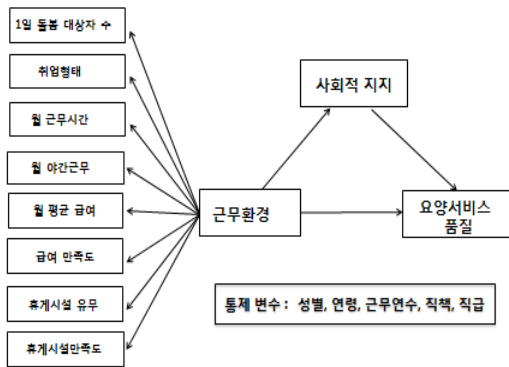 1일 돌봄 대상자 수
취업형태
월 근무시간
월 야간근무
월 평균 급여
급여 만족도
휴게시설 유무
휴게시설만족도
근무환경
사회적 지지
요양서비스
품질
통제 변수 : 성별, 연령, 근무연수, 직책, 직급